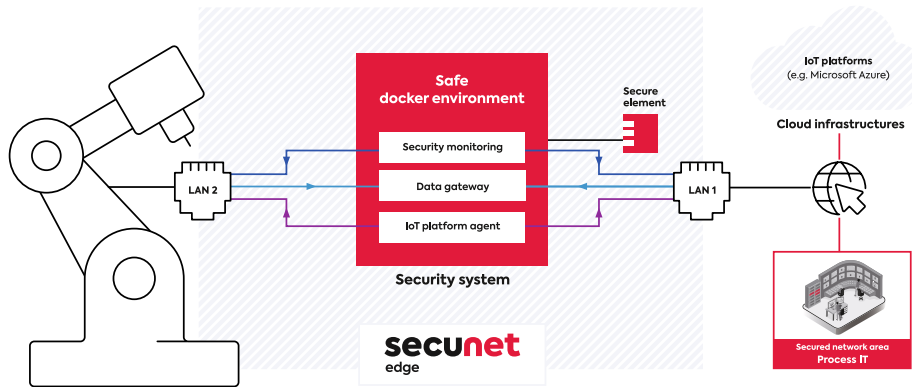 Safe
docker environment
Security monitoring
Data gateway
IoT platform agent
Security system
LAN 2
Secure
element
LAN 1
IoT platforms
(e.g. Microsoft Azure)
Cloud infrastructures
Secured network area
Process IT
secunet
edge